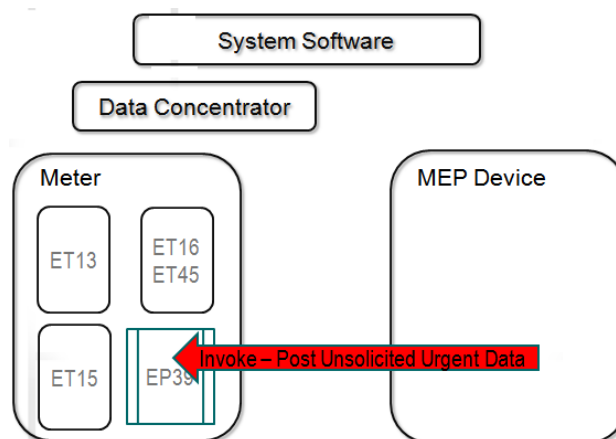 System Software
Data Concentrator
Meter
MEP Device
ET13
ET16
ET45
Invoke – Post Unsolicited Urgent Data
ET15
EP39